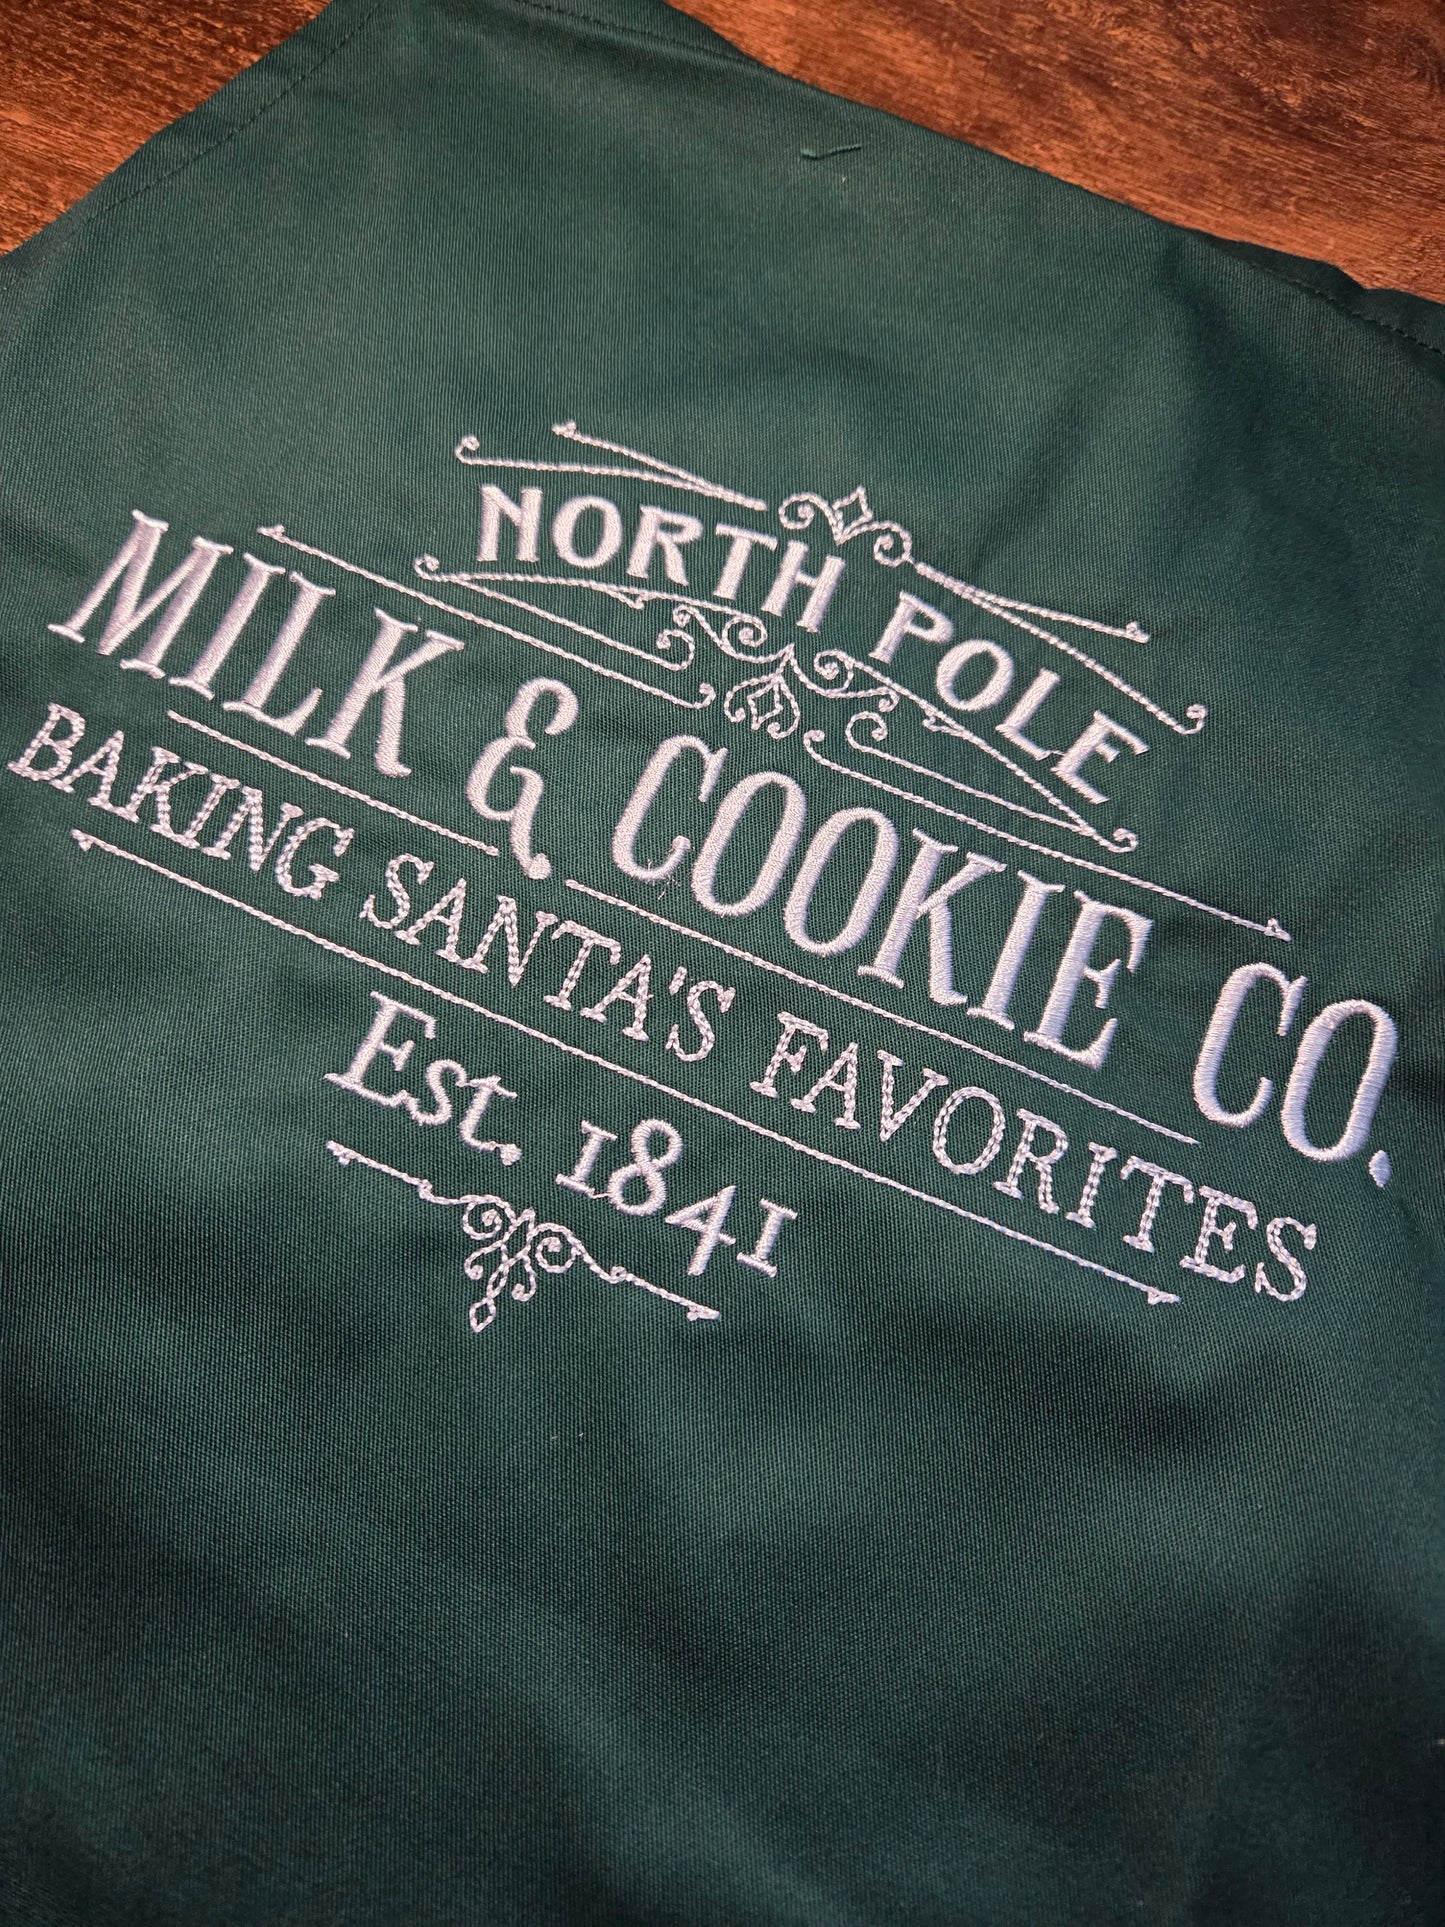 NORTH POLE
MILK & COOKIE CO.
BAKING SANTA'S FAVORITES
Est. 1841